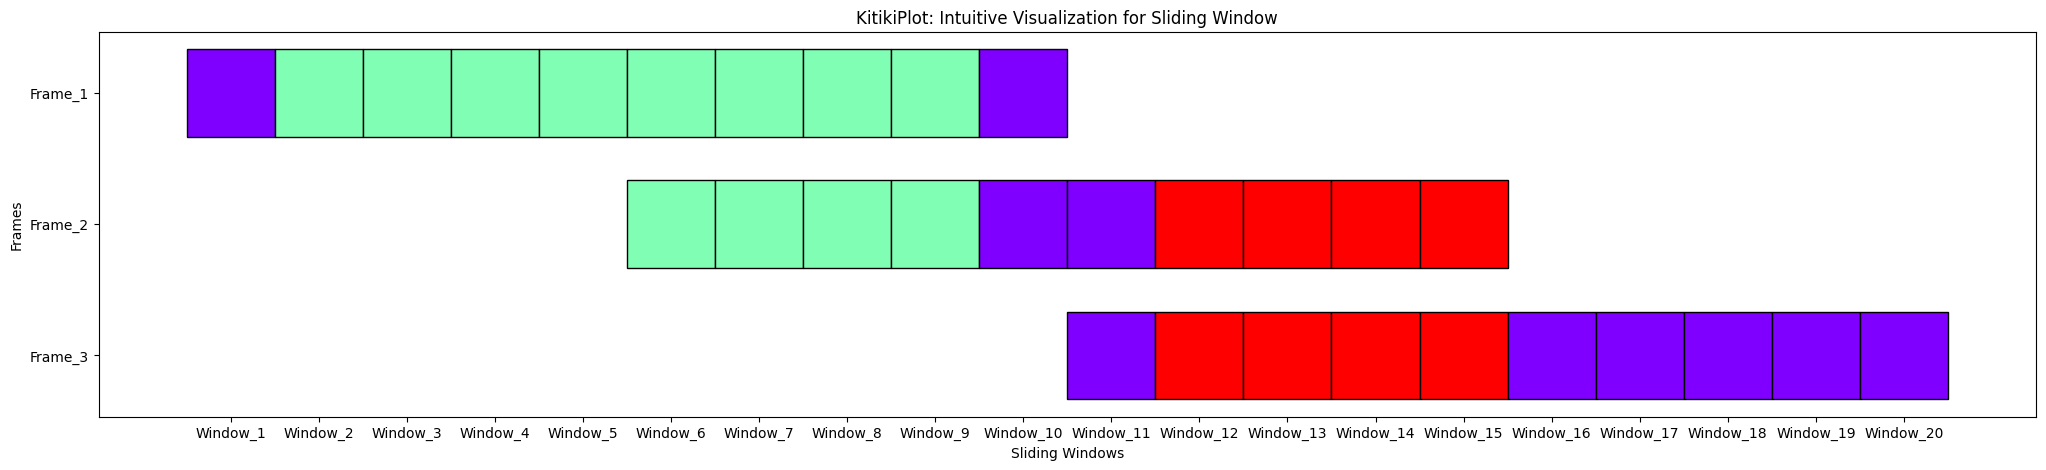 KitikiPlot: Intuitive Visualization for Sliding Window
Frames
Frame_1
Frame_2
Frame_3
Window_1 Window_2 Window_3 Window_4 Window_5 Window_6 Window_7 Window_8 Window_9 Window_10 Window_11 Window_12 Window_13 Window_14 Window_15 Window_16 Window_17 Window_18 Window_19 Window_20
Sliding Windows